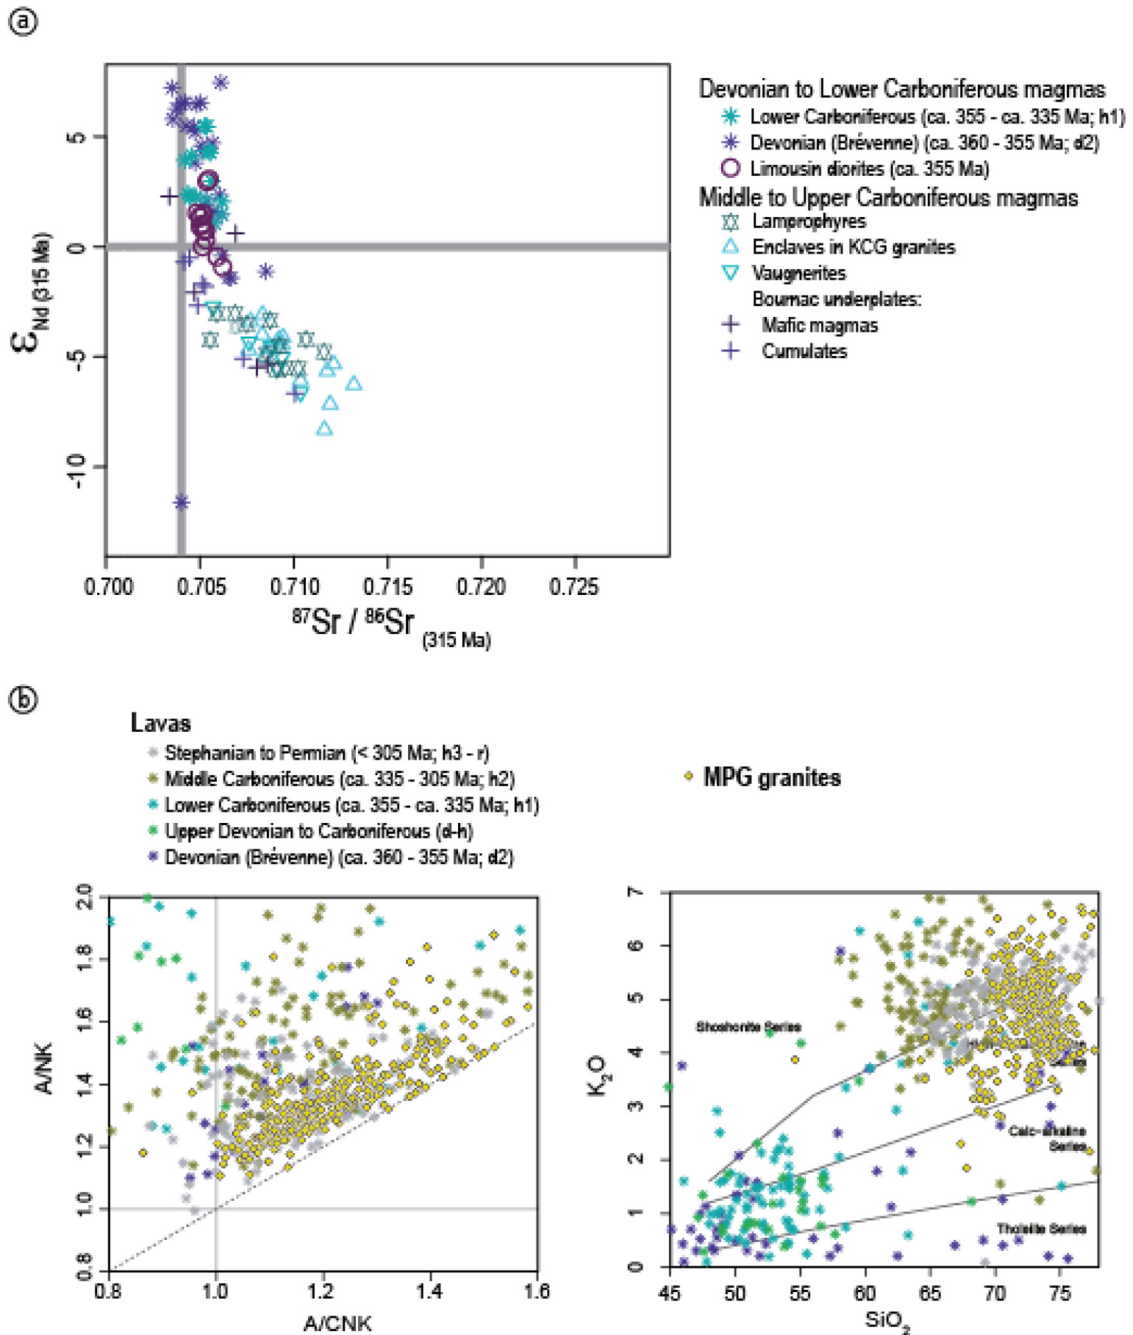 ⓐ
Devonian to Lower Carboniferous magmas
Lower Carboniferous (ca. 355 - ca. 335 Ma; h1)
Devonian (Brévenne) (ca. 360 - 355 Ma; d2)
Limousin diorites (ca. 355 Ma)
Middle to Upper Carboniferous magmas
Lamprophyres
Enclaves in KCG granites
Vaugnerites
Bournac underplates:
Mafic magmas
Cumulates
5
0
-5
-10
εNd (315 Ma)
0.700 0.705 0.710 0.715 0.720 0.725
⁸⁷Sr / ⁸⁶Sr (315 Ma)
ⓑ
Lavas
Stephanian to Permian (< 305 Ma; h3 - r)
Middle Carboniferous (ca. 335 - 305 Ma; h2)
Lower Carboniferous (ca. 355 - ca. 335 Ma; h1)
Upper Devonian to Carboniferous (d-h)
Devonian (Brévenne) (ca. 360 - 355 Ma; d2)
MPG granites
2.0
1.8
1.6
1.4
1.2
1.0
0.8
A/NK
0.8 1.0 1.2 1.4 1.6
A/CNK
7
6
5
4
3
2
1
0
K₂O
Shoshonite Series
Calc-alkaline
Series
Tholeiite Series
45 50 55 60 65 70 75
SiO₂